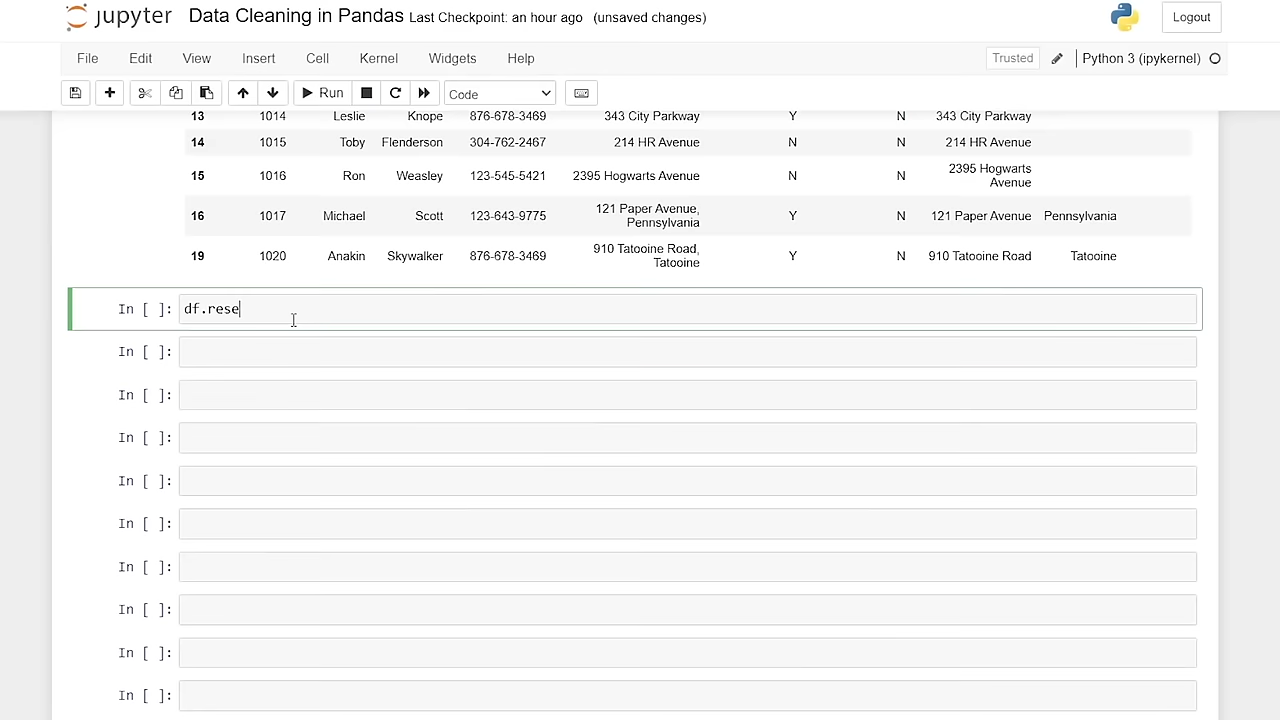 jupyter Data Cleaning in Pandas Last Checkpoint: an hour ago (unsaved changes) Logout
File Edit View Insert Cell Kernel Widgets Help Trusted Python 3 (ipykernel)
Run Code
13 1014 Leslie Knope 876-678-3469 343 City Parkway Y N 343 City Parkway
14 1015 Toby Flenderson 304-762-2467 214 HR Avenue N N 214 HR Avenue
15 1016 Ron Weasley 123-545-5421 2395 Hogwarts Avenue N N 2395 Hogwarts
Avenue
16 1017 Michael Scott 123-643-9775 121 Paper Avenue,
Pennsylvania Y N 121 Paper Avenue Pennsylvania
19 1020 Anakin Skywalker 876-678-3469 910 Tatooine Road,
Tatooine Y N 910 Tatooine Road Tatooine
In [ ]: df.rese
In [ ]:
In [ ]:
In [ ]:
In [ ]:
In [ ]:
In [ ]:
In [ ]:
In [ ]:
In [ ]: